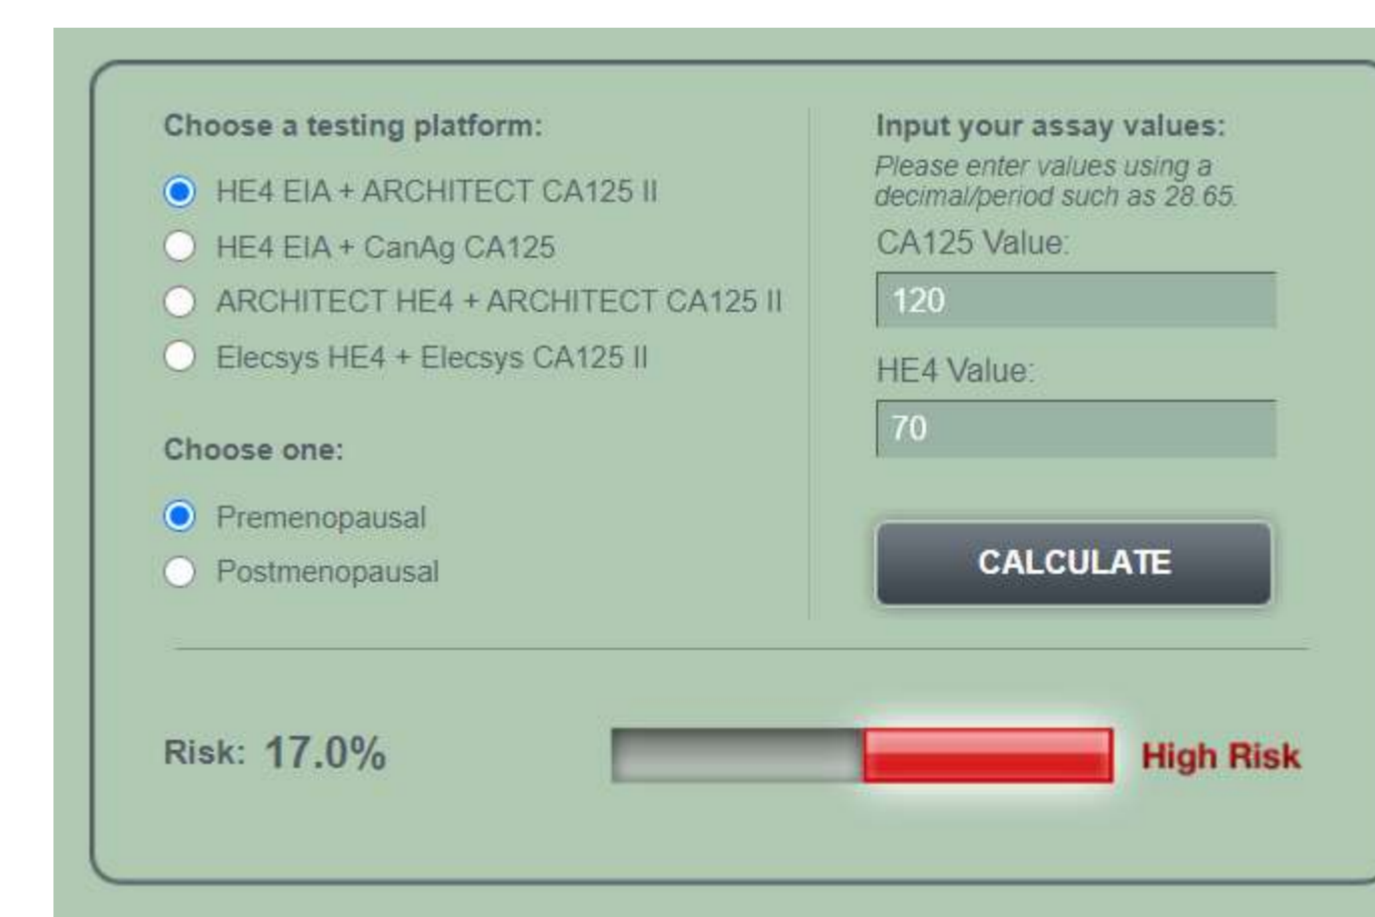 Choose a testing platform:
HE4 EIA + ARCHITECT CA125 II
HE4 EIA + CanAg CA125
ARCHITECT HE4 + ARCHITECT CA125 II
Elecsys HE4 + Elecsys CA125 II
Choose one:
Premenopausal
Postmenopausal
Input your assay values:
Please enter values using a
decimal/period such as 28.65.
CA125 Value:
120
HE4 Value:
70
CALCULATE
Risk: 17.0%
High Risk